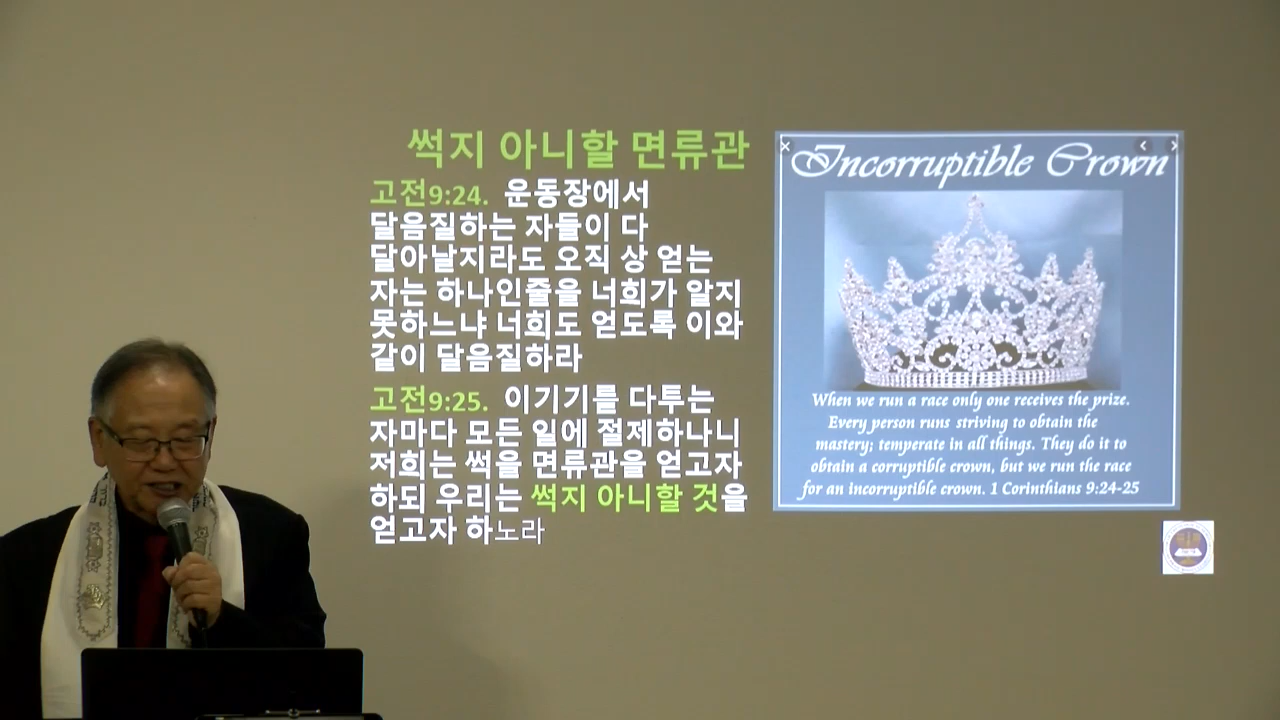 썩지 아니할 면류관
고전9:24. 운동장에서
달음질하는 자들이 다
달아날지라도 오직 상 얻는
자는 하나인줄을 너희가 알지
못하느냐 너희도 얻도록 이와
같이 달음질하라
고전9:25. 이기기를 다투는
자마다 모든 일에 절제하나니
저희는 썩을 면류관을 얻고자
하되 우리는 썩지 아니할 것을
얻고자 하노라
Incorruptible Crown
When we run a race only one receives the prize.
Every person runs striving to obtain the
mastery; temperate in all things. They do it to
obtain a corruptible crown, but we run the race
for an incorruptible crown. 1 Corinthians 9:24-25